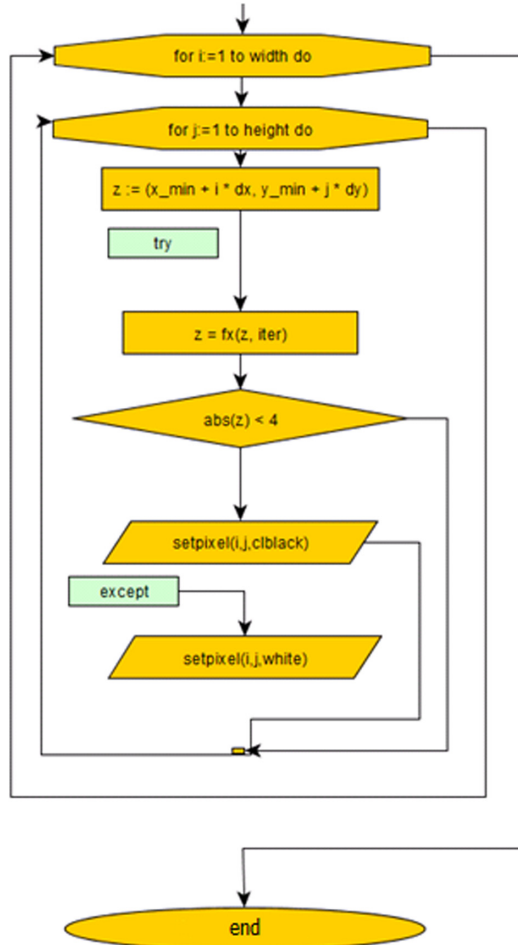 for i:=1 to width do
for j:=1 to height do
z := (x_min + i * dx, y_min + j * dy)
try
z = fx(z, iter)
abs(z) < 4
setpixel(i,j,clblack)
except
setpixel(i,j,white)
end